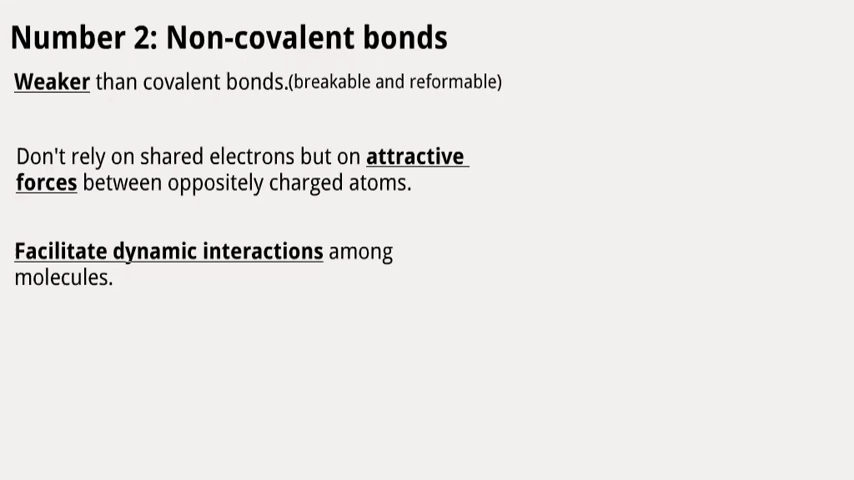 Number 2: Non-covalent bonds
Weaker than covalent bonds.(breakable and reformable)
Don't rely on shared electrons but on attractive
forces between oppositely charged atoms.
Facilitate dynamic interactions among
molecules.